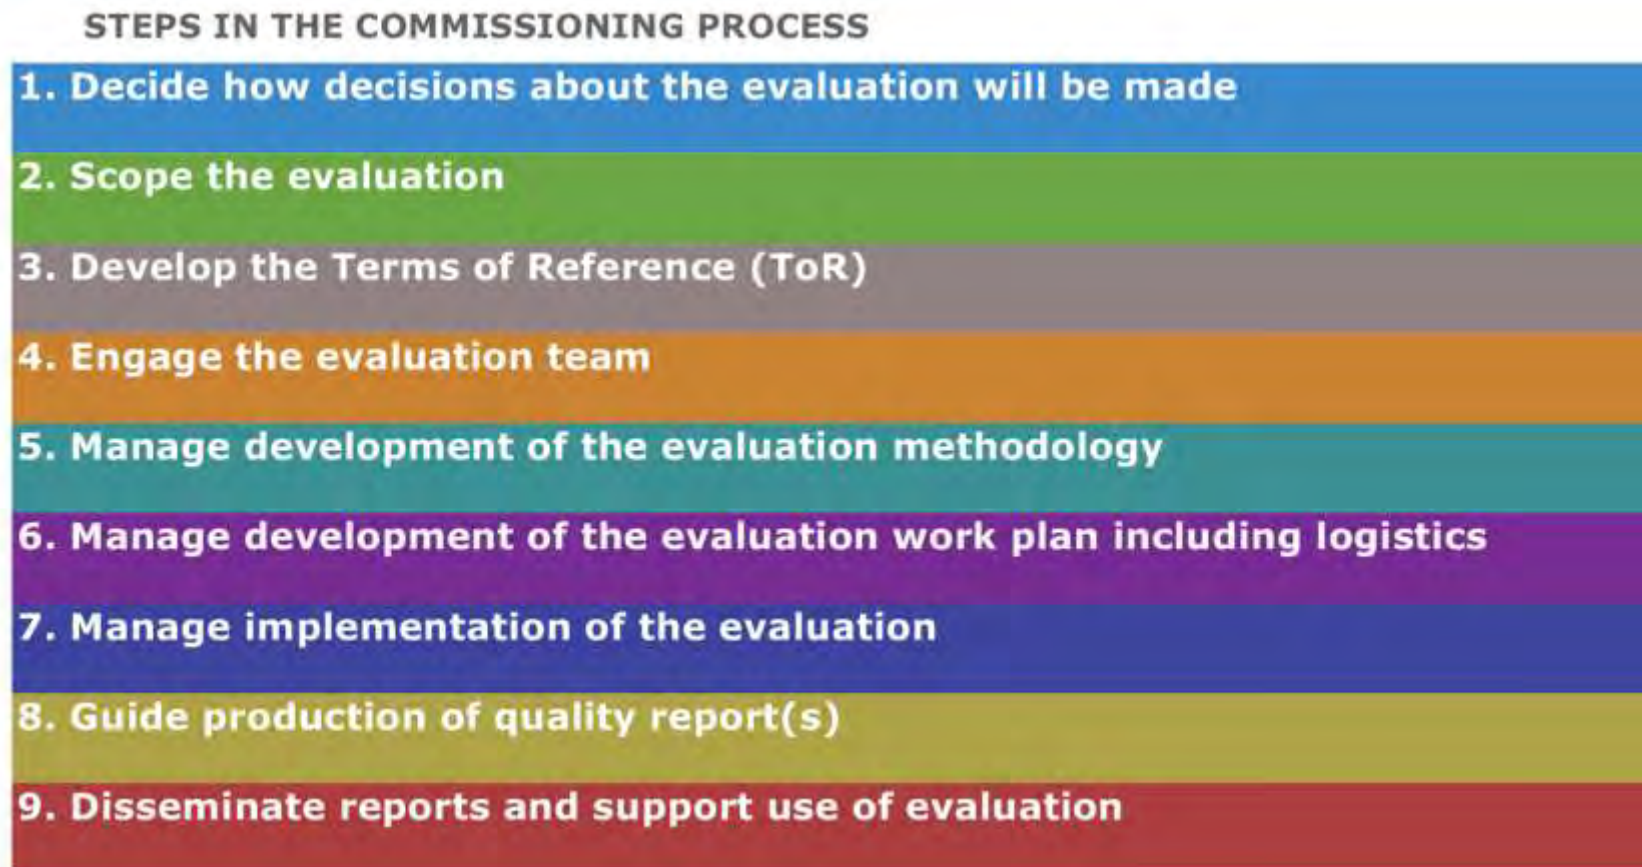 STEPS IN THE COMMISSIONING PROCESS
1. Decide how decisions about the evaluation will be made
2. Scope the evaluation
3. Develop the Terms of Reference (ToR)
4. Engage the evaluation team
5. Manage development of the evaluation methodology
6. Manage development of the evaluation work plan including logistics
7. Manage implementation of the evaluation
8. Guide production of quality report(s)
9. Disseminate reports and support use of evaluation